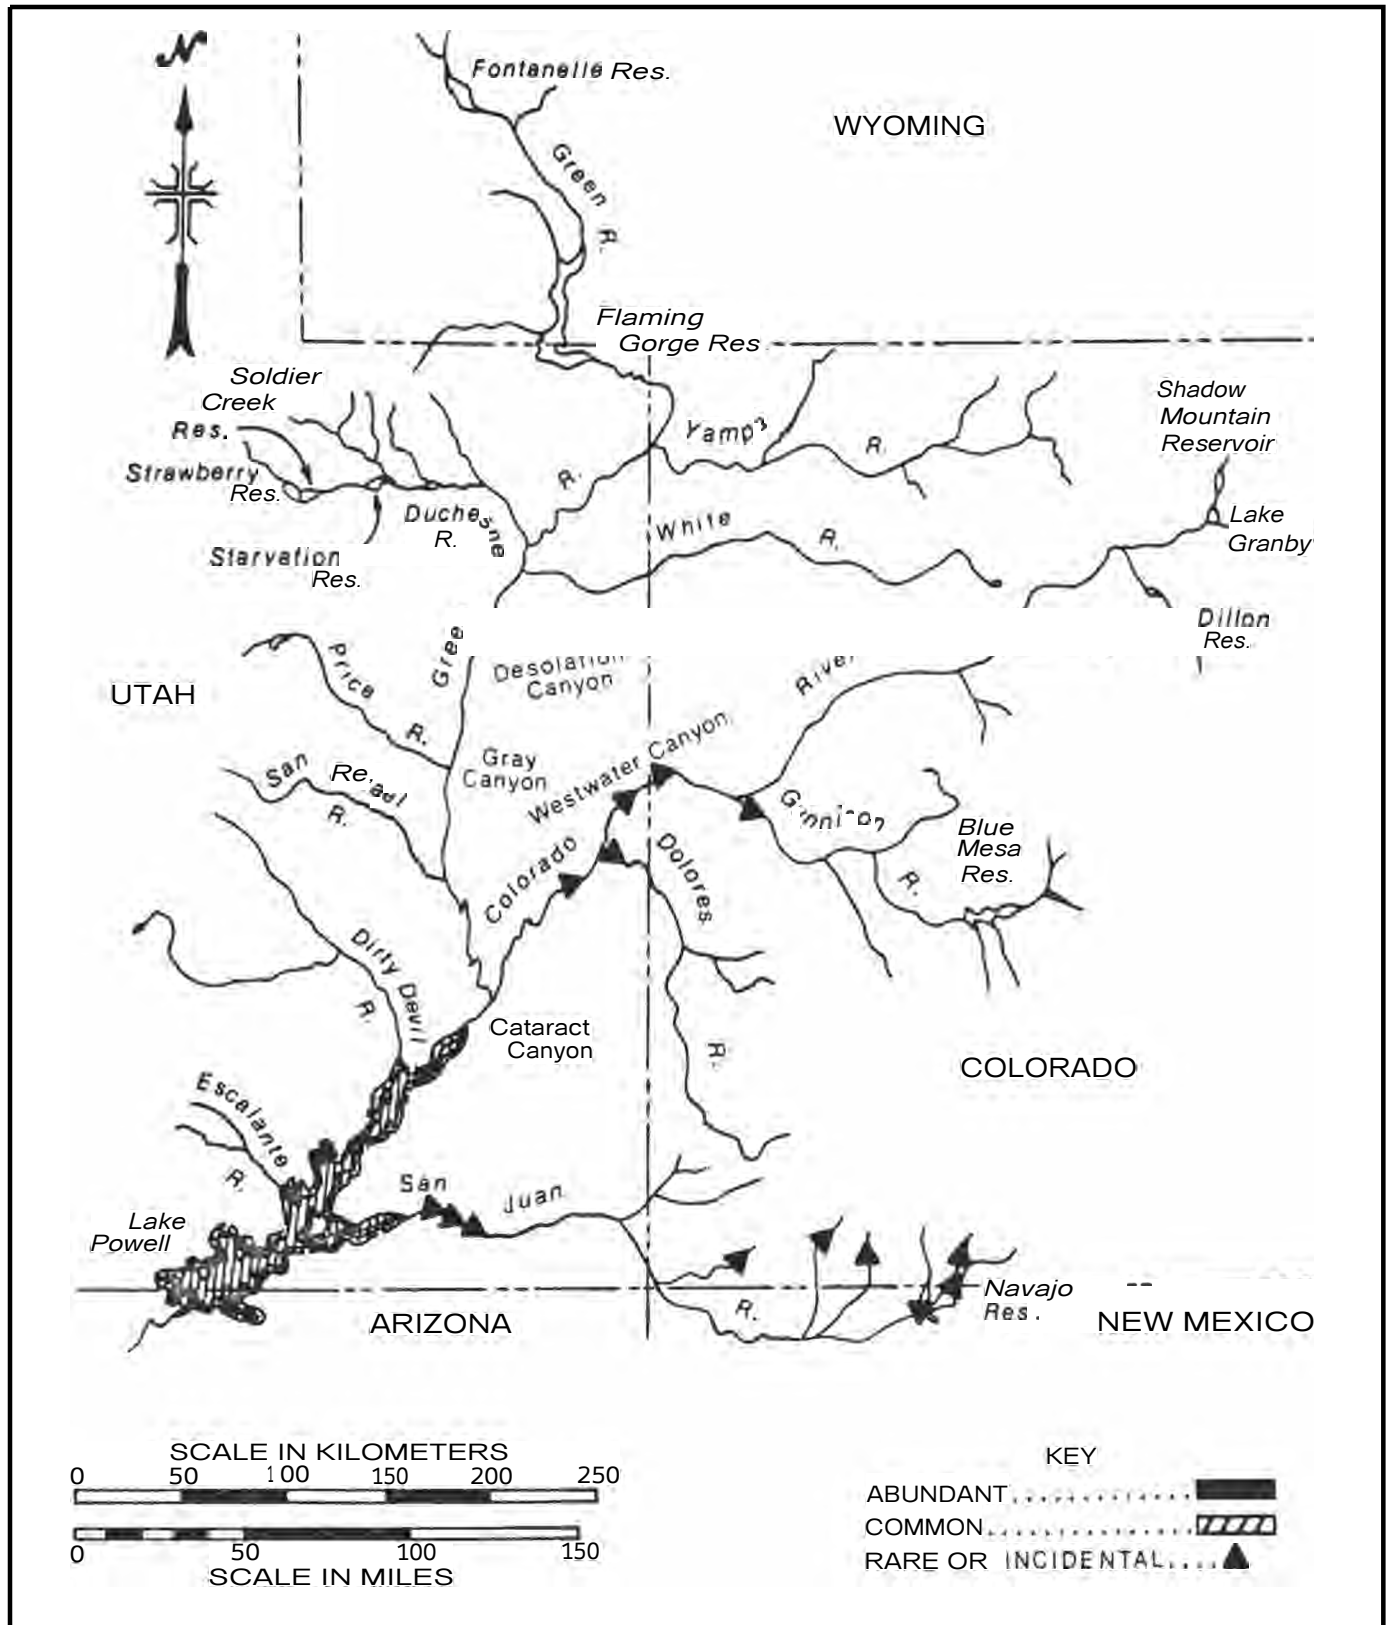 N
Fontenelle Res.
WYOMING
Green
R.
Flaming
Gorge Res
Soldier
Creek
Res.
Strawberry
Res.
Starvation
Res.
Duchesne
R.
R.
Yampa
R.
White
R.
Shadow
Mountain
Reservoir
Lake
Granby
Dillon
Res.
UTAH
Price
R.
Gree
Desolation
Canyon
River
San
R.
Gray
Canyon
Westwater Canyon
Colorado
Dolores
R.
R.
Blue
Mesa
Res.
Dirty Devil
R.
Cataract
Canyon
COLORADO
Escalante
R.
San
Juan
Lake
Powell
R.
Navajo
Res.
ARIZONA
NEW MEXICO
SCALE IN KILOMETERS
0 50 100 150 200 250
0 50 100 150
SCALE IN MILES
KEY
ABUNDANT
COMMON
RARE OR INCIDENTAL